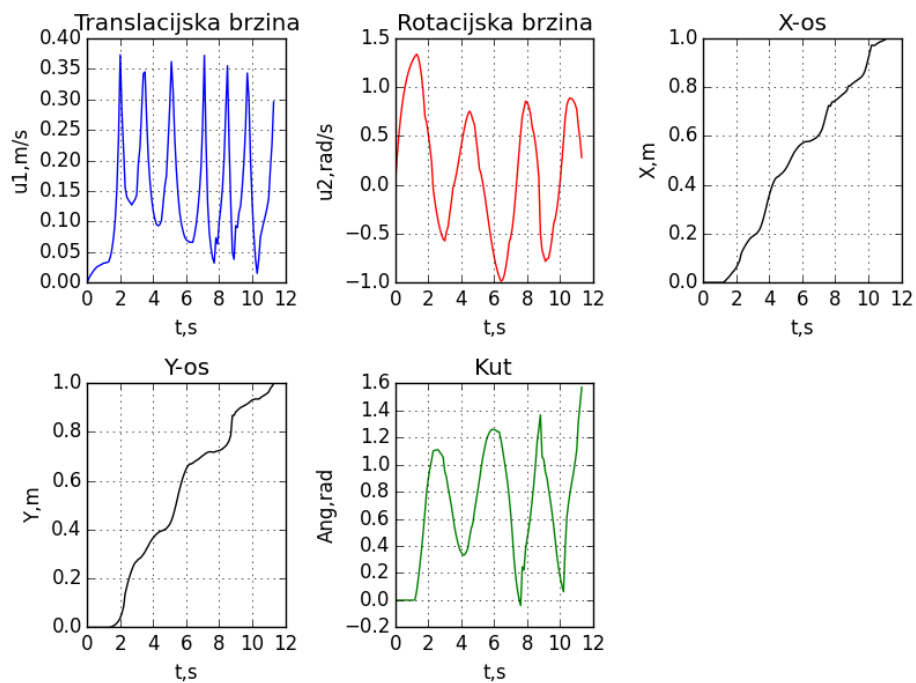 Translacijska brzina
0.40
0.35
0.30
0.25
0.20
0.15
0.10
0.05
0.00
u1,m/s
0 2 4 6 8 10 12
t,s
Rotacijska brzina
1.5
1.0
0.5
0.0
−0.5
−1.0
u2,rad/s
0 2 4 6 8 10 12
t,s
X-os
1.0
0.8
0.6
0.4
0.2
0.0
X,m
0 2 4 6 8 10 12
t,s
Y-os
1.0
0.8
0.6
0.4
0.2
0.0
Y,m
0 2 4 6 8 10 12
t,s
Kut
1.6
1.4
1.2
1.0
0.8
0.6
0.4
0.2
0.0
−0.2
Ang,rad
0 2 4 6 8 10 12
t,s